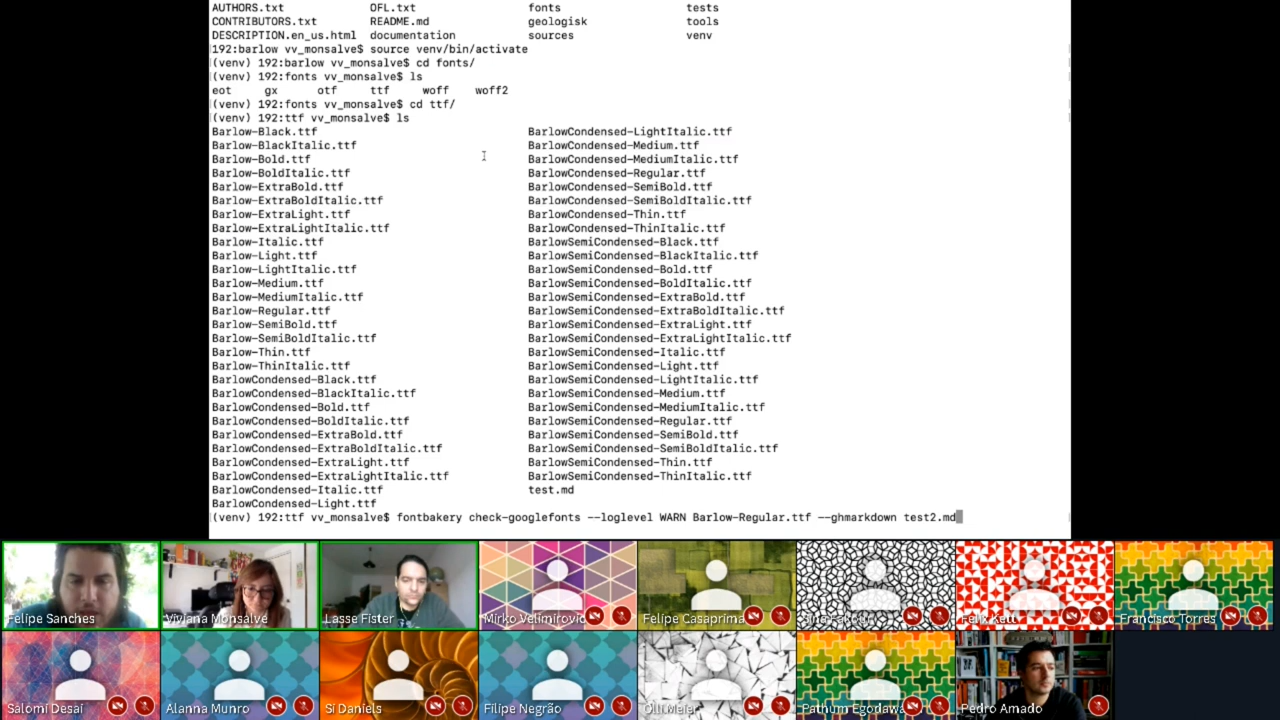 AUTHORS.txt OFL.txt fonts tests
CONTRIBUTORS.txt README.md geologisk tools
DESCRIPTION.en_us.html documentation sources venv
192:barlow vv_monsalve$ source venv/bin/activate
(venv) 192:barlow vv_monsalve$ cd fonts/
(venv) 192:fonts vv_monsalve$ ls
eot gx otf ttf woff woff2
(venv) 192:fonts vv_monsalve$ cd ttf/
(venv) 192:ttf vv_monsalve$ ls
Barlow-Black.ttf BarlowCondensed-LightItalic.ttf
Barlow-BlackItalic.ttf BarlowCondensed-Medium.ttf
Barlow-Bold.ttf BarlowCondensed-MediumItalic.ttf
Barlow-BoldItalic.ttf BarlowCondensed-Regular.ttf
Barlow-ExtraBold.ttf BarlowCondensed-SemiBold.ttf
Barlow-ExtraBoldItalic.ttf BarlowCondensed-SemiBoldItalic.ttf
Barlow-ExtraLight.ttf BarlowCondensed-Thin.ttf
Barlow-ExtraLightItalic.ttf BarlowCondensed-ThinItalic.ttf
Barlow-Italic.ttf BarlowSemiCondensed-Black.ttf
Barlow-Light.ttf BarlowSemiCondensed-BlackItalic.ttf
Barlow-LightItalic.ttf BarlowSemiCondensed-Bold.ttf
Barlow-Medium.ttf BarlowSemiCondensed-BoldItalic.ttf
Barlow-MediumItalic.ttf BarlowSemiCondensed-ExtraBold.ttf
Barlow-Regular.ttf BarlowSemiCondensed-ExtraBoldItalic.ttf
Barlow-SemiBold.ttf BarlowSemiCondensed-ExtraLight.ttf
Barlow-SemiBoldItalic.ttf BarlowSemiCondensed-ExtraLightItalic.ttf
Barlow-Thin.ttf BarlowSemiCondensed-Italic.ttf
Barlow-ThinItalic.ttf BarlowSemiCondensed-Light.ttf
BarlowCondensed-Black.ttf BarlowSemiCondensed-LightItalic.ttf
BarlowCondensed-BlackItalic.ttf BarlowSemiCondensed-Medium.ttf
BarlowCondensed-Bold.ttf BarlowSemiCondensed-MediumItalic.ttf
BarlowCondensed-BoldItalic.ttf BarlowSemiCondensed-Regular.ttf
BarlowCondensed-ExtraBold.ttf BarlowSemiCondensed-SemiBold.ttf
BarlowCondensed-ExtraBoldItalic.ttf BarlowSemiCondensed-SemiBoldItalic.ttf
BarlowCondensed-ExtraLight.ttf BarlowSemiCondensed-Thin.ttf
BarlowCondensed-ExtraLightItalic.ttf BarlowSemiCondensed-ThinItalic.ttf
BarlowCondensed-Italic.ttf test.md
BarlowCondensed-Light.ttf
(venv) 192:ttf vv_monsalve$ fontbakery check-googlefonts --loglevel WARN Barlow-Regular.ttf --ghmarkdown test2.md
Felipe Sanches Viviana Monsalve Lasse Fister Mirko Velimirovic Felipe Casaprima Felix Kett Francisco Torres
Salomi Desai Alanna Munro Si Daniels Filipe Negrão Olli Meier Pathum Egodawa Pedro Amado